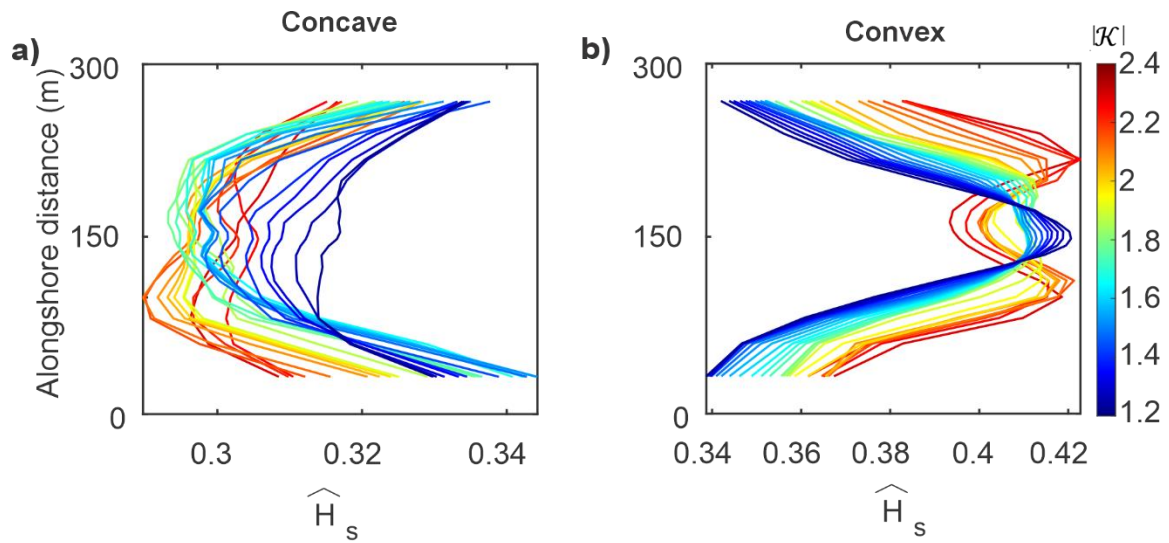 Concave
a)
Alongshore distance (m)
300
150
0
0.3 0.32 0.34
Ĥ s
Convex
b)
300
150
0
0.34 0.36 0.38 0.4 0.42
Ĥ s
|𝒦|
2.4
2.2
2
1.8
1.6
1.4
1.2